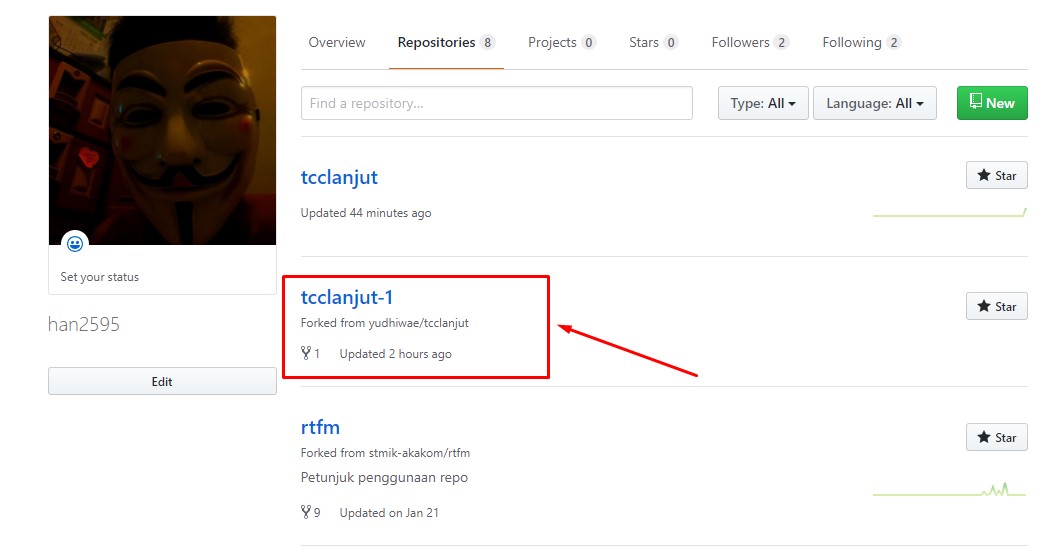 Overview Repositories 8 Projects 0 Stars 0 Followers 2 Following 2
Find a repository...
Type: All
Language: All
New
tcclanjut
Star
Updated 44 minutes ago
Set your status
han2595
Edit
tcclanjut-1
Star
Forked from yudhiwae/tcclanjut
1 Updated 2 hours ago
rtfm
Star
Forked from stmik-akakom/rtfm
Petunjuk penggunaan repo
9 Updated on Jan 21